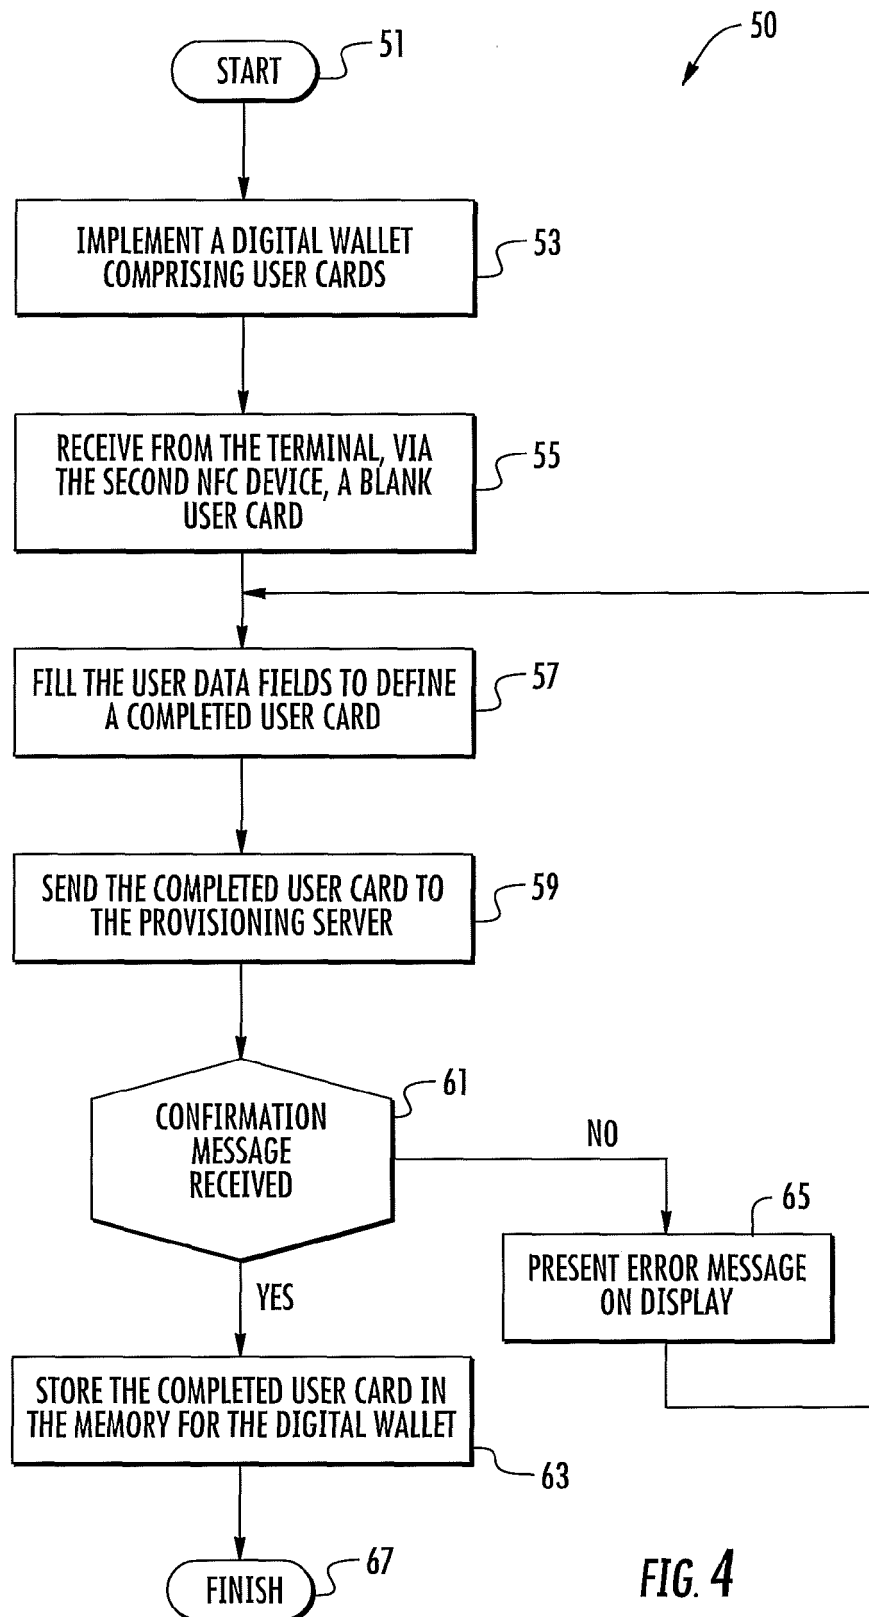 50
START
51
IMPLEMENT A DIGITAL WALLET
COMPRISING USER CARDS
53
RECEIVE FROM THE TERMINAL, VIA
THE SECOND NFC DEVICE, A BLANK
USER CARD
55
FILL THE USER DATA FIELDS TO DEFINE
A COMPLETED USER CARD
57
SEND THE COMPLETED USER CARD TO
THE PROVISIONING SERVER
59
CONFIRMATION
MESSAGE
RECEIVED
61
NO
65
PRESENT ERROR MESSAGE
ON DISPLAY
YES
STORE THE COMPLETED USER CARD IN
THE MEMORY FOR THE DIGITAL WALLET
63
FINISH
67
FIG. 4